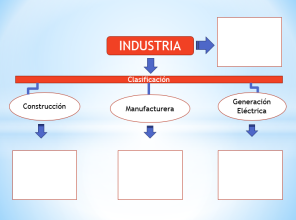 INDUSTRIA
Clasificación
Construcción
Manufacturera
Generación
Eléctrica